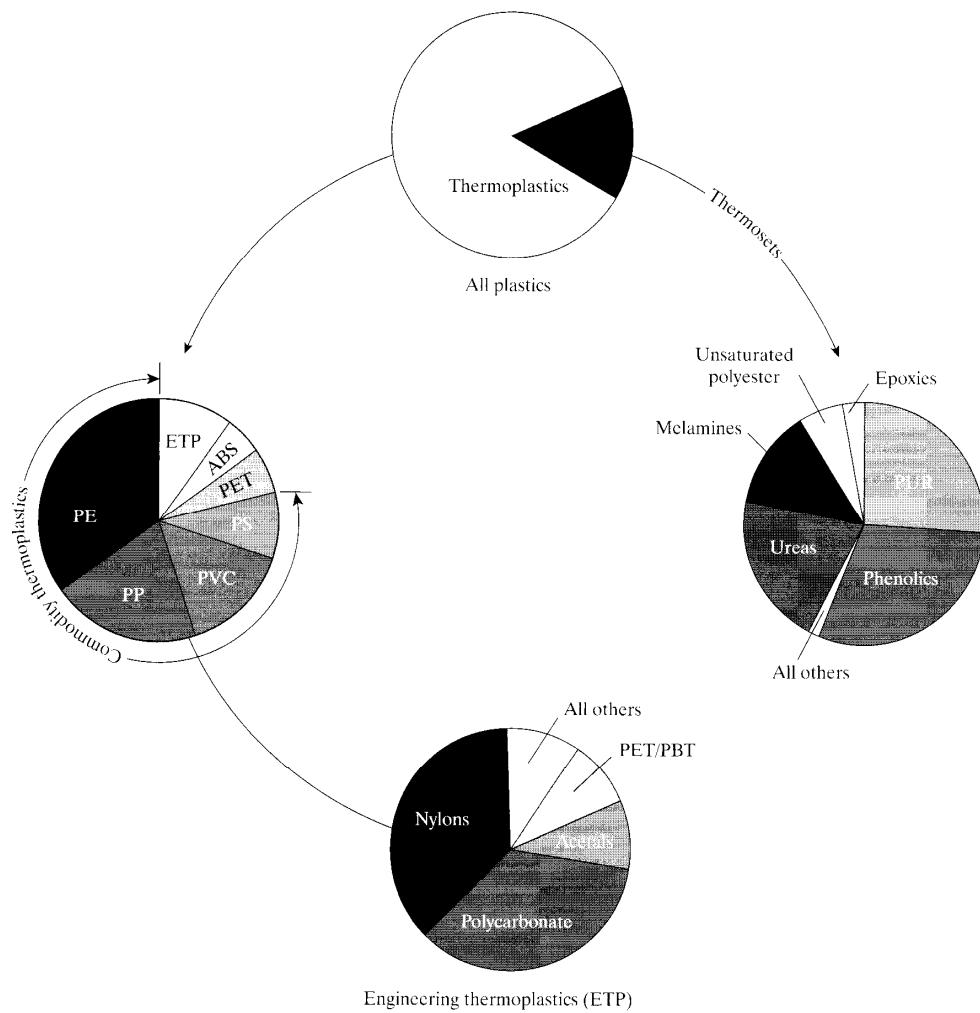 Thermoplastics
Thermosets
All plastics
Unsaturated
polyester
Epoxies
Melamines
PUR
Ureas
Phenolics
All others
ETP
ABS
PET
PS
PE
PVC
PP
Commodity thermoplastics
All others
PET/PBT
Nylons
Acetals
Polycarbonate
Engineering thermoplastics (ETP)